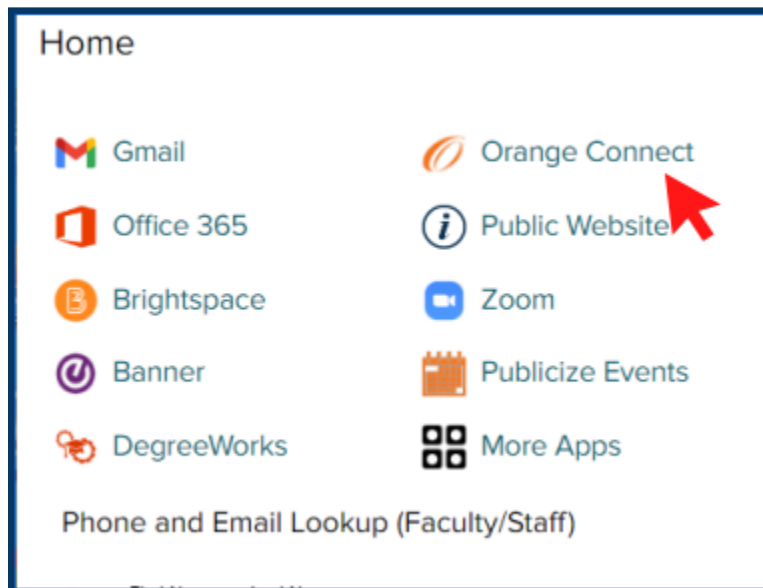 Home
Gmail
Orange Connect
Office 365
Public Website
Brightspace
Zoom
Banner
Publicize Events
DegreeWorks
More Apps
Phone and Email Lookup (Faculty/Staff)